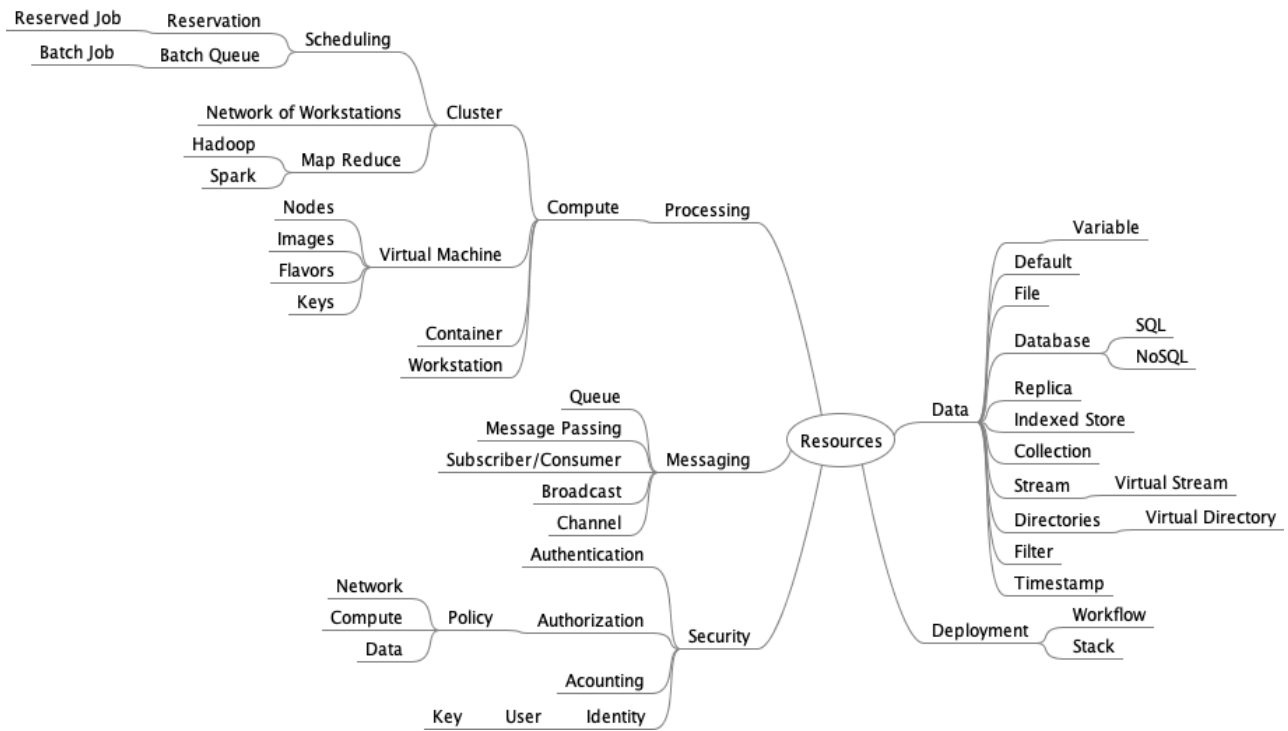 Reserved Job
Reservation
Scheduling
Batch Job
Batch Queue
Network of Workstations
Cluster
Hadoop
Map Reduce
Spark
Nodes
Compute
Processing
Images
Virtual Machine
Flavors
Keys
Container
Workstation
Queue
Message Passing
Subscriber/Consumer
Messaging
Broadcast
Channel
Authentication
Network
Compute
Policy
Authorization
Security
Data
Acounting
Key
User
Identity
Resources
Variable
Default
File
Database
SQL
NoSQL
Replica
Data
Indexed Store
Collection
Stream
Virtual Stream
Directories
Virtual Directory
Filter
Timestamp
Workflow
Deployment
Stack